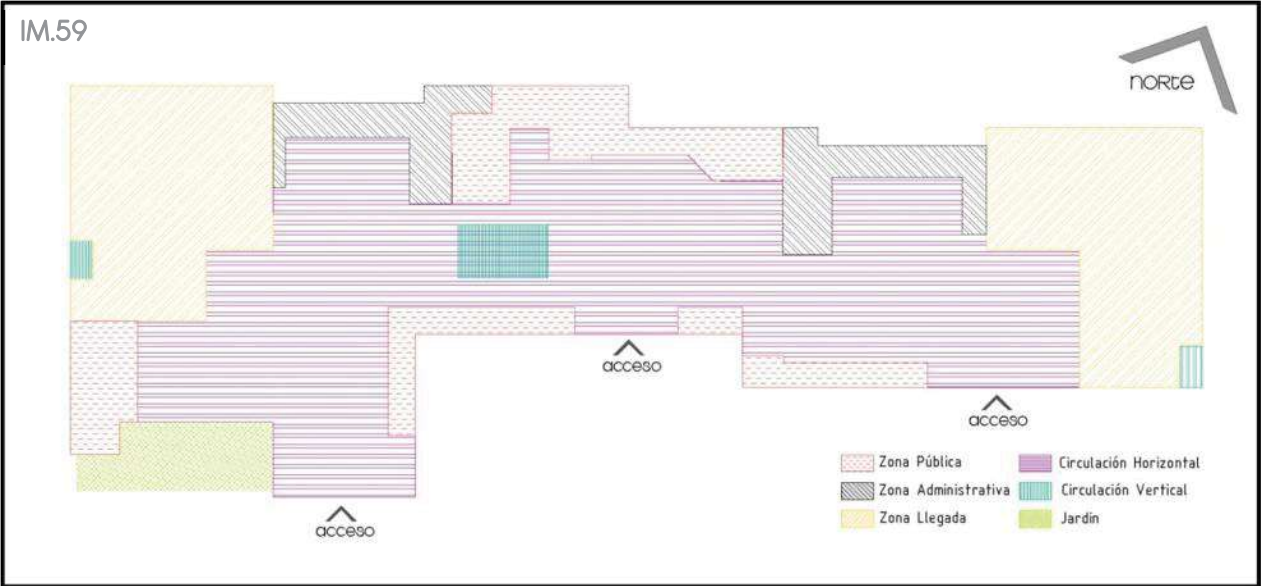 IM.59
NORTE
acceso
acceso
acceso
Zona Pública
Zona Administrativa
Zona Llegada
Circulación Horizontal
Circulación Vertical
Jardín